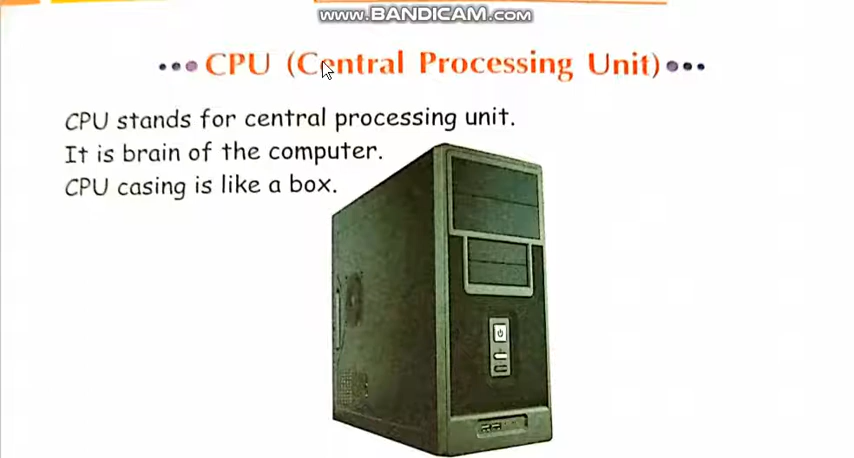 www.BANDICAM.com
CPU (Central Processing Unit)
CPU stands for central processing unit.
It is brain of the computer.
CPU casing is like a box.